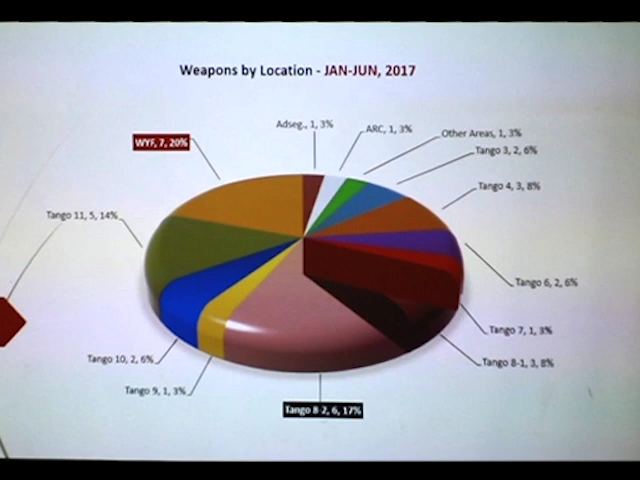 Weapons by Location - JAN-JUN, 2017
Adseg., 1, 3%
ARC, 1, 3%
Other Areas, 1, 3%
WYF, 7, 20%
Tango 3, 2, 6%
Tango 4, 3, 8%
Tango 11, 5, 14%
Tango 6, 2, 6%
Tango 7, 1, 3%
Tango 10, 2, 6%
Tango 8-1, 3, 8%
Tango 9, 1, 3%
Tango 8-2, 6, 17%